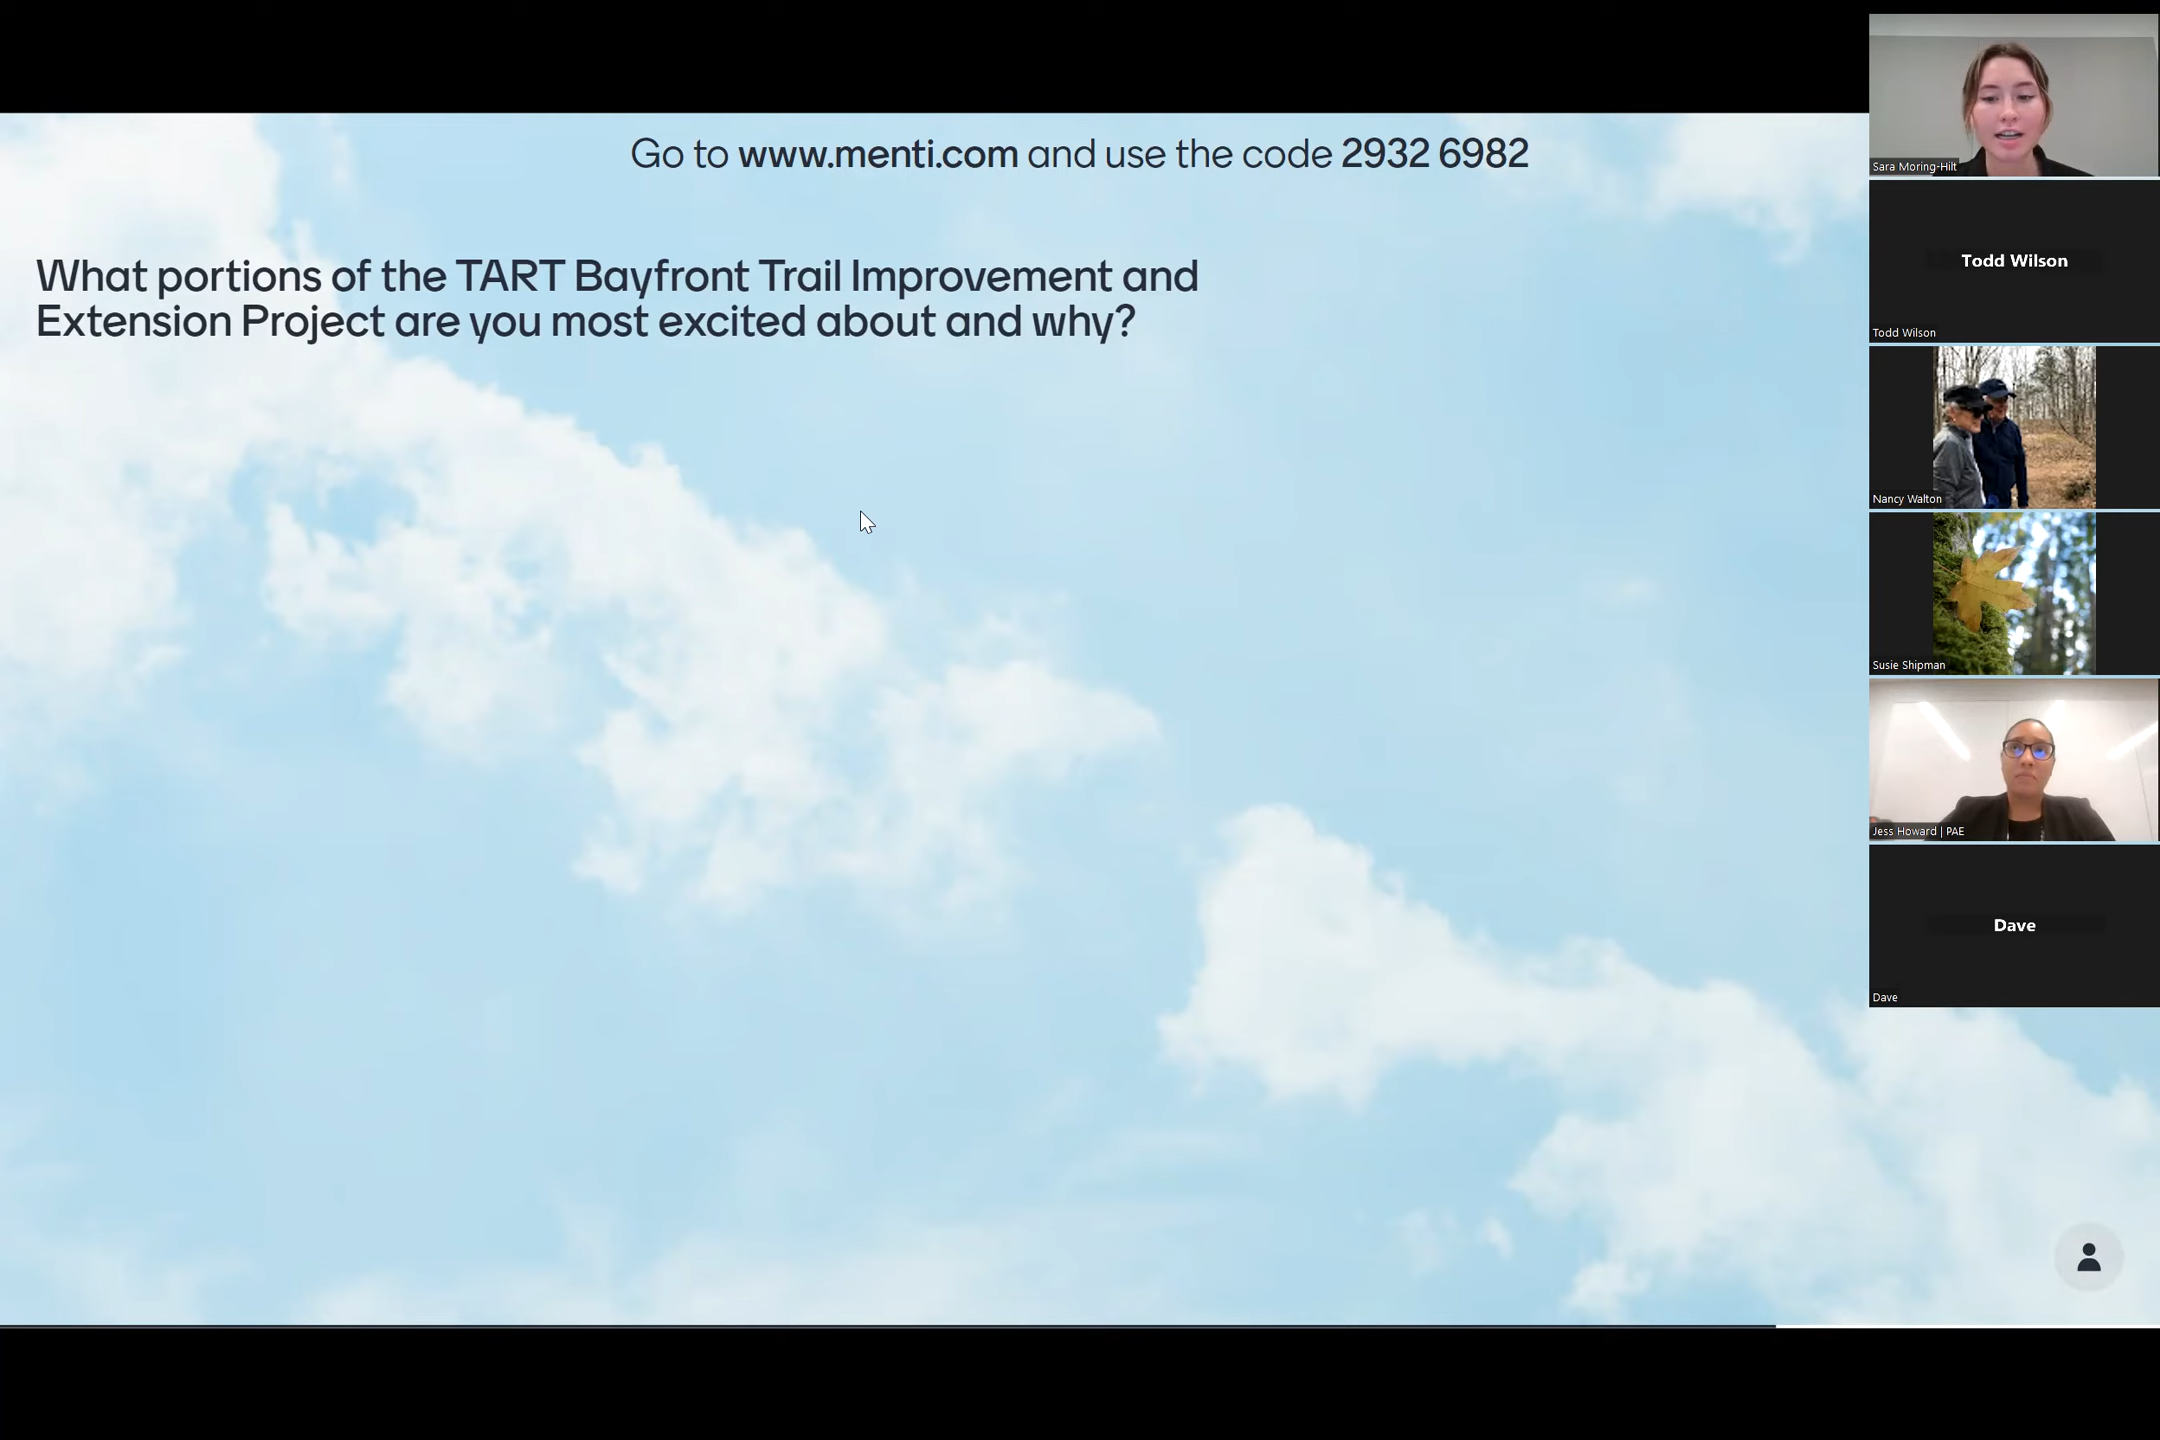 Go to www.menti.com and use the code 2932 6982
What portions of the TART Bayfront Trail Improvement and
Extension Project are you most excited about and why?
Sara Moring-Hilt
Todd Wilson
Todd Wilson
Nancy Walton
Susie Shipman
Jess Howard | PAE
Dave
Dave